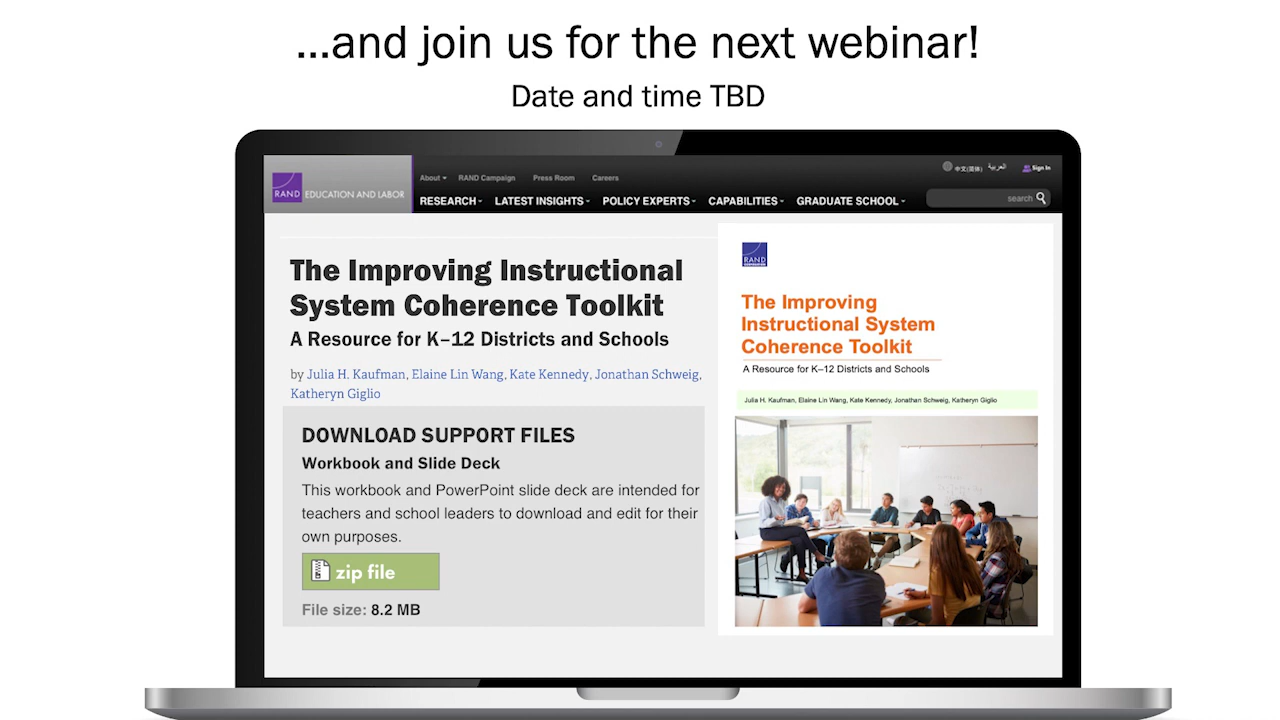 ...and join us for the next webinar!
Date and time TBD
RAND EDUCATION AND LABOR
About RAND Campaign Press Room Careers
中文(简体) العربية Sign In
RESEARCH LATEST INSIGHTS POLICY EXPERTS CAPABILITIES GRADUATE SCHOOL
search
The Improving Instructional
System Coherence Toolkit
A Resource for K–12 Districts and Schools
by Julia H. Kaufman, Elaine Lin Wang, Kate Kennedy, Jonathan Schweig,
Katheryn Giglio
DOWNLOAD SUPPORT FILES
Workbook and Slide Deck
This workbook and PowerPoint slide deck are intended for
teachers and school leaders to download and edit for their
own purposes.
zip file
File size: 8.2 MB
RAND
CORPORATION
The Improving
Instructional System
Coherence Toolkit
A Resource for K–12 Districts and Schools
Julia H. Kaufman, Elaine Lin Wang, Kate Kennedy, Jonathan Schweig, Katheryn Giglio